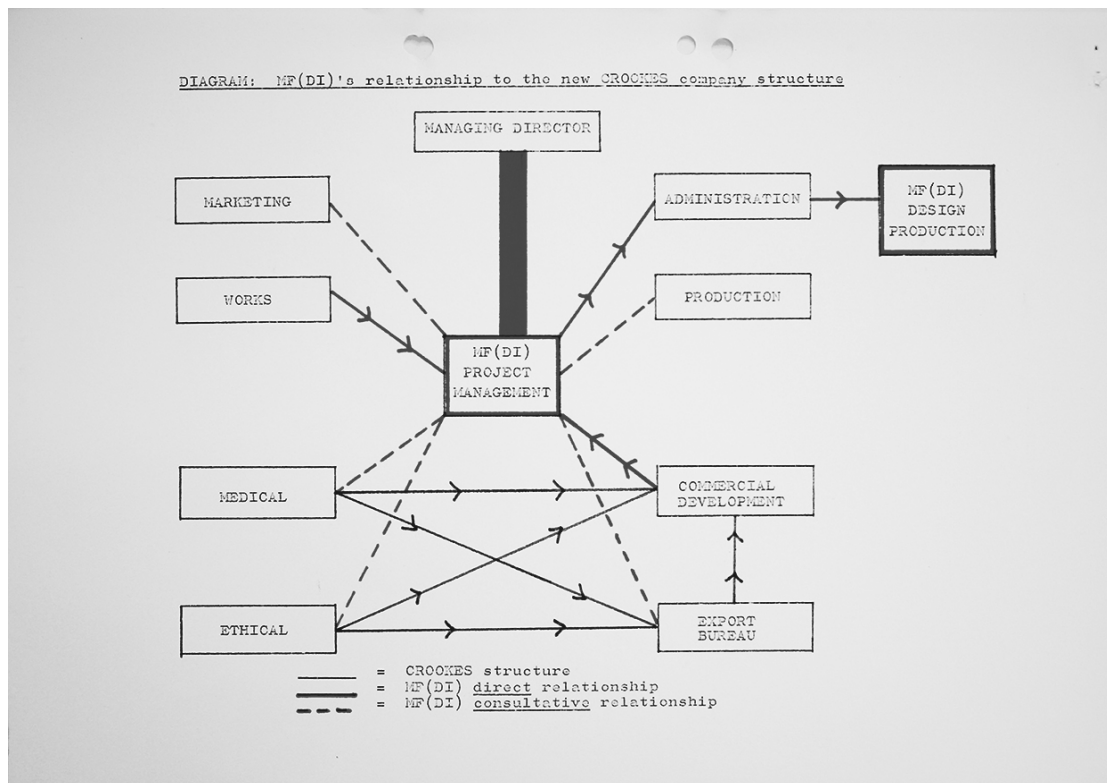 DIAGRAM: MF(DI)'s relationship to the new CROOKES company structure
MANAGING DIRECTOR
MARKETING
ADMINISTRATION
MF(DI)
DESIGN
PRODUCTION
WORKS
PRODUCTION
MF(DI)
PROJECT
MANAGEMENT
MEDICAL
COMMERCIAL
DEVELOPMENT
ETHICAL
EXPORT
BUREAU
= CROOKES structure
= MF(DI) direct relationship
= MF(DI) consultative relationship